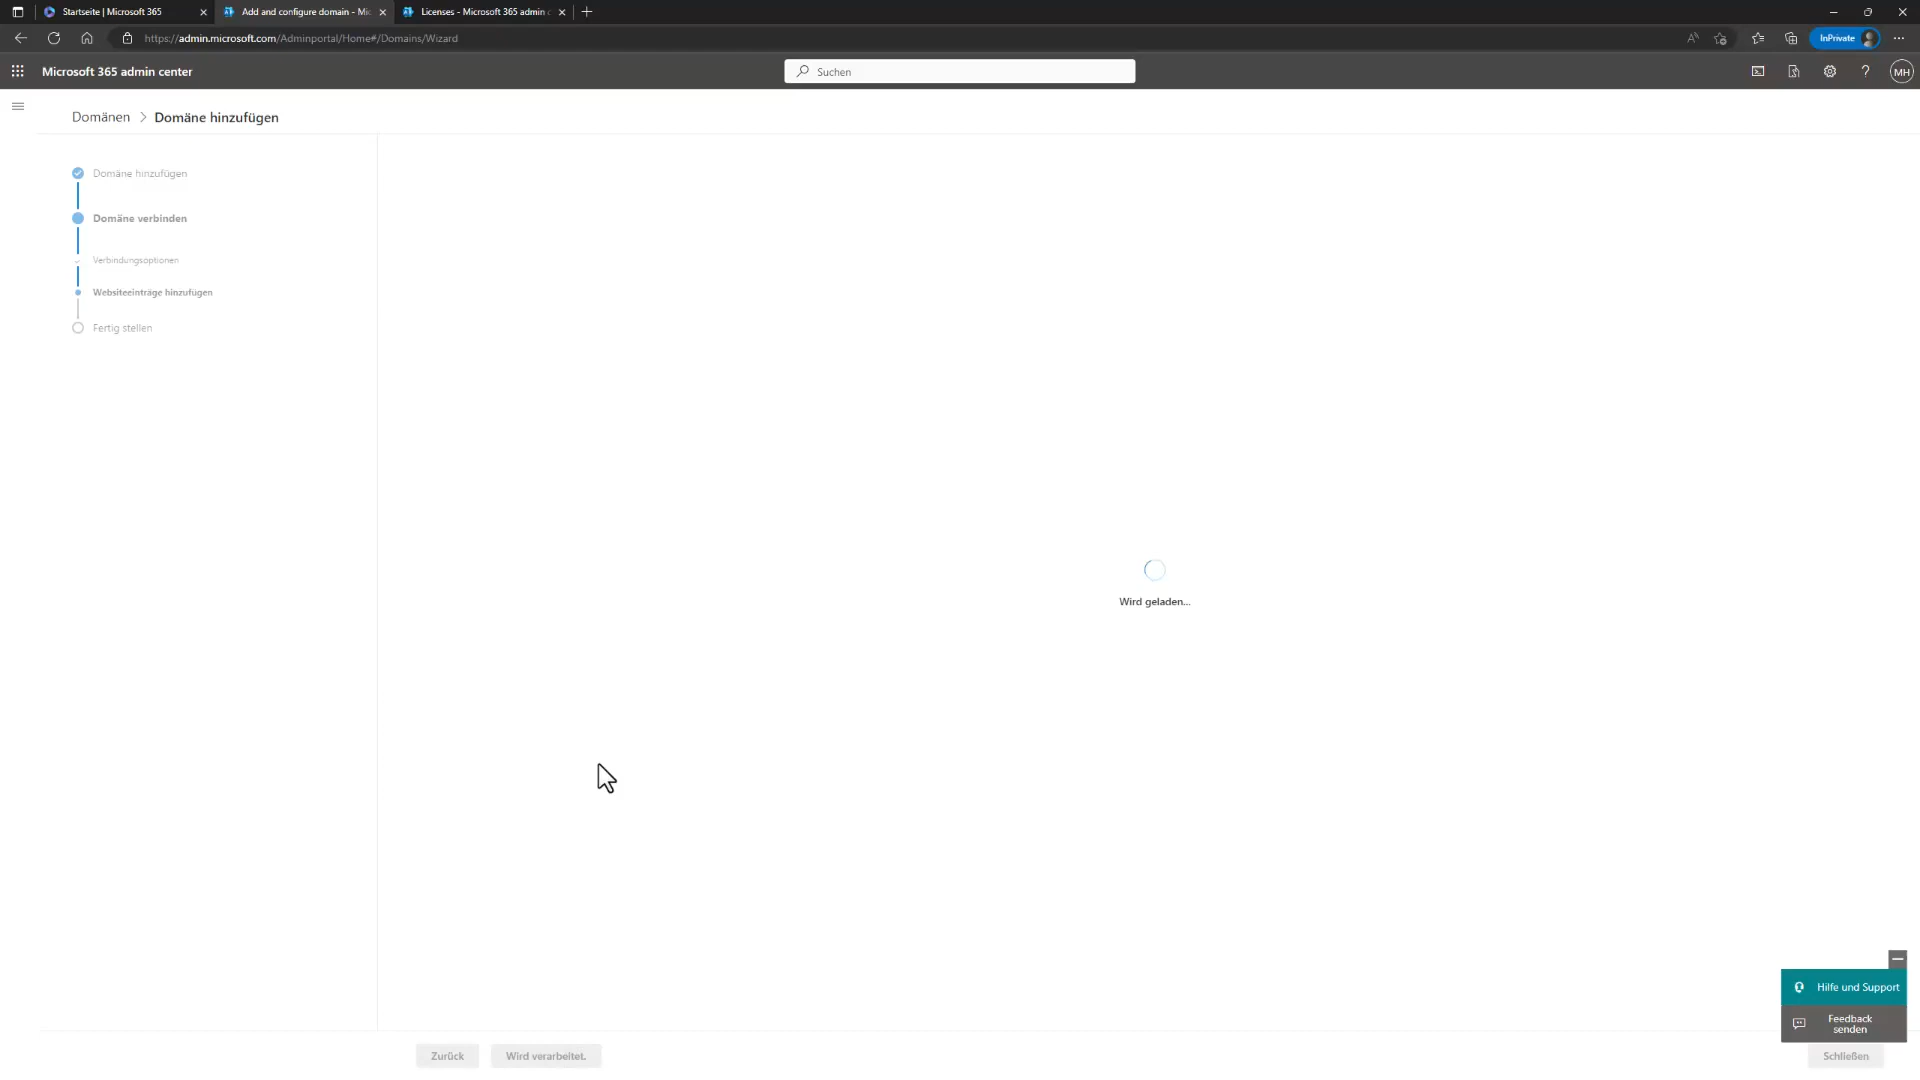 Startseite | Microsoft 365
Add and configure domain - Mic
Licenses - Microsoft 365 admin c
https://admin.microsoft.com/Adminportal/Home#/Domains/Wizard
InPrivate
Microsoft 365 admin center
Suchen
MH
Domänen > Domäne hinzufügen
Domäne hinzufügen
Domäne verbinden
Verbindungsoptionen
Websiteeinträge hinzufügen
Fertig stellen
Wird geladen...
Hilfe und Support
Feedback
senden
Zurück
Wird verarbeitet.
Schließen